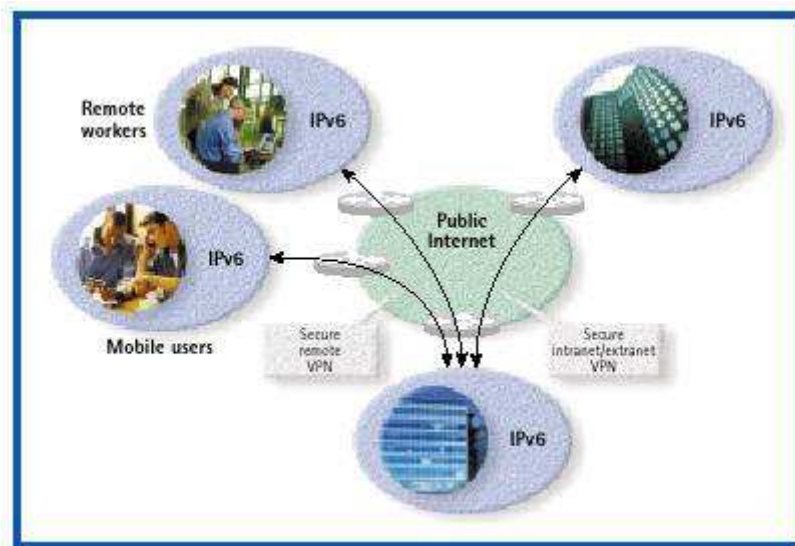 Remote
workers
IPv6
IPv6
Public
Internet
IPv6
Mobile users
Secure
remote
VPN
Secure
intranet/extranet
VPN
IPv6